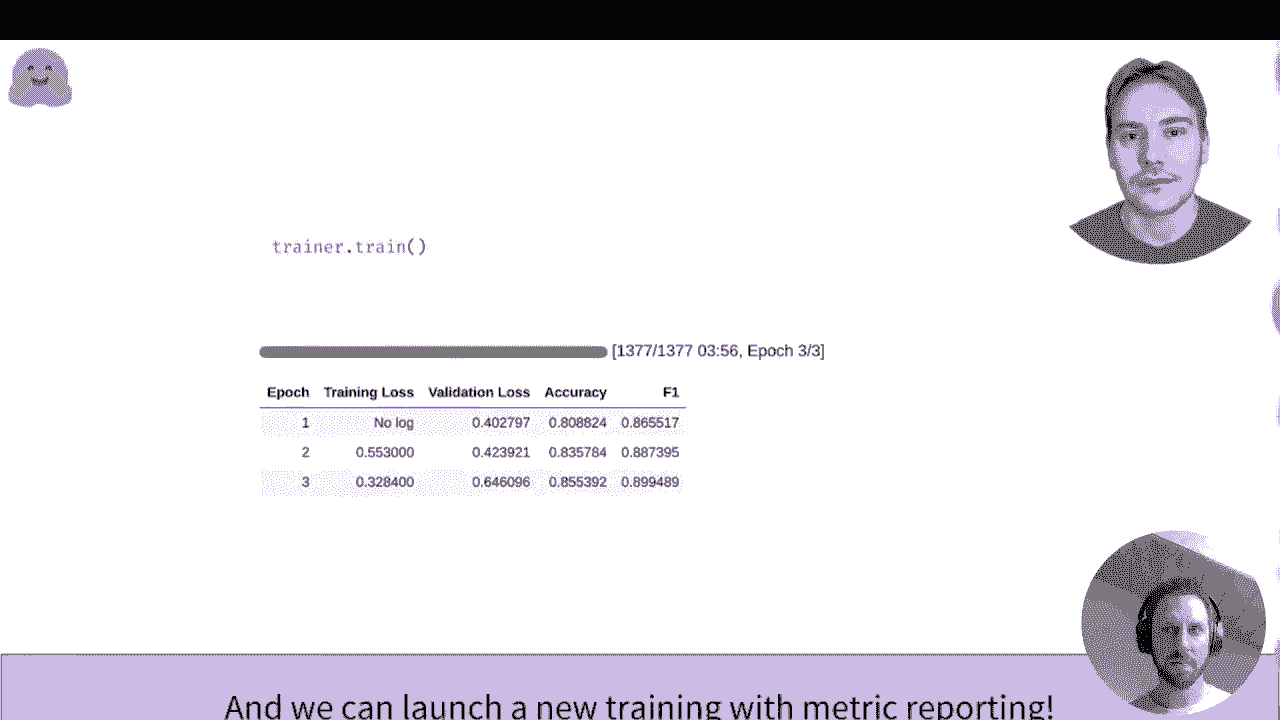 trainer.train()
[1377/1377 03:56, Epoch 3/3]
Epoch Training Loss Validation Loss Accuracy F1
1 No log 0.402797 0.808824 0.865517
2 0.553000 0.423921 0.835784 0.887395
3 0.328400 0.646096 0.855392 0.899489
And we can launch a new training with metric reporting!